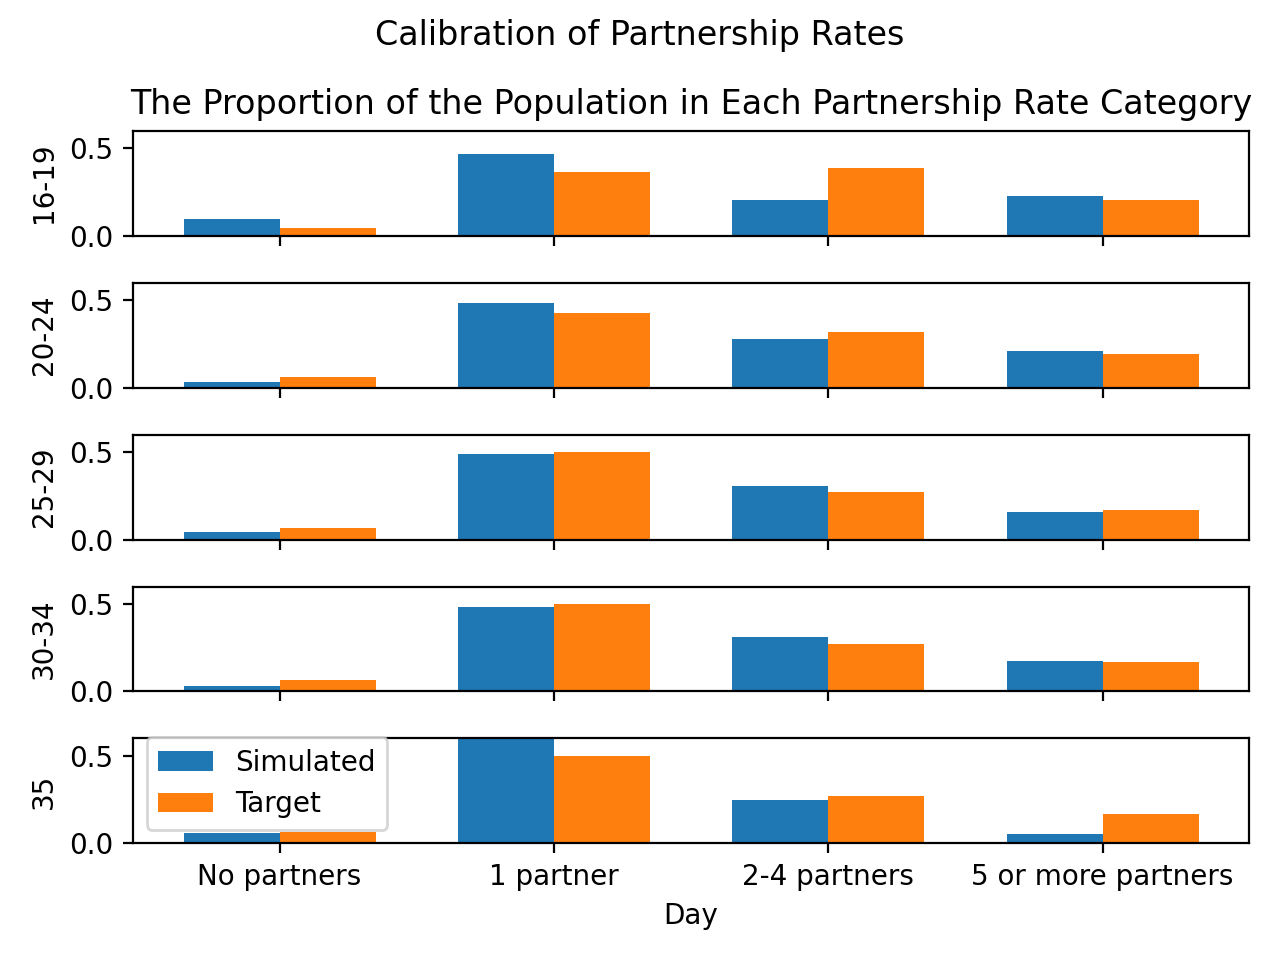 Calibration of Partnership Rates
The Proportion of the Population in Each Partnership Rate Category
0.5
0.0
16-19
0.5
0.0
20-24
0.5
0.0
25-29
0.5
0.0
30-34
0.5
0.0
35
Simulated
Target
No partners
1 partner
2-4 partners
5 or more partners
Day